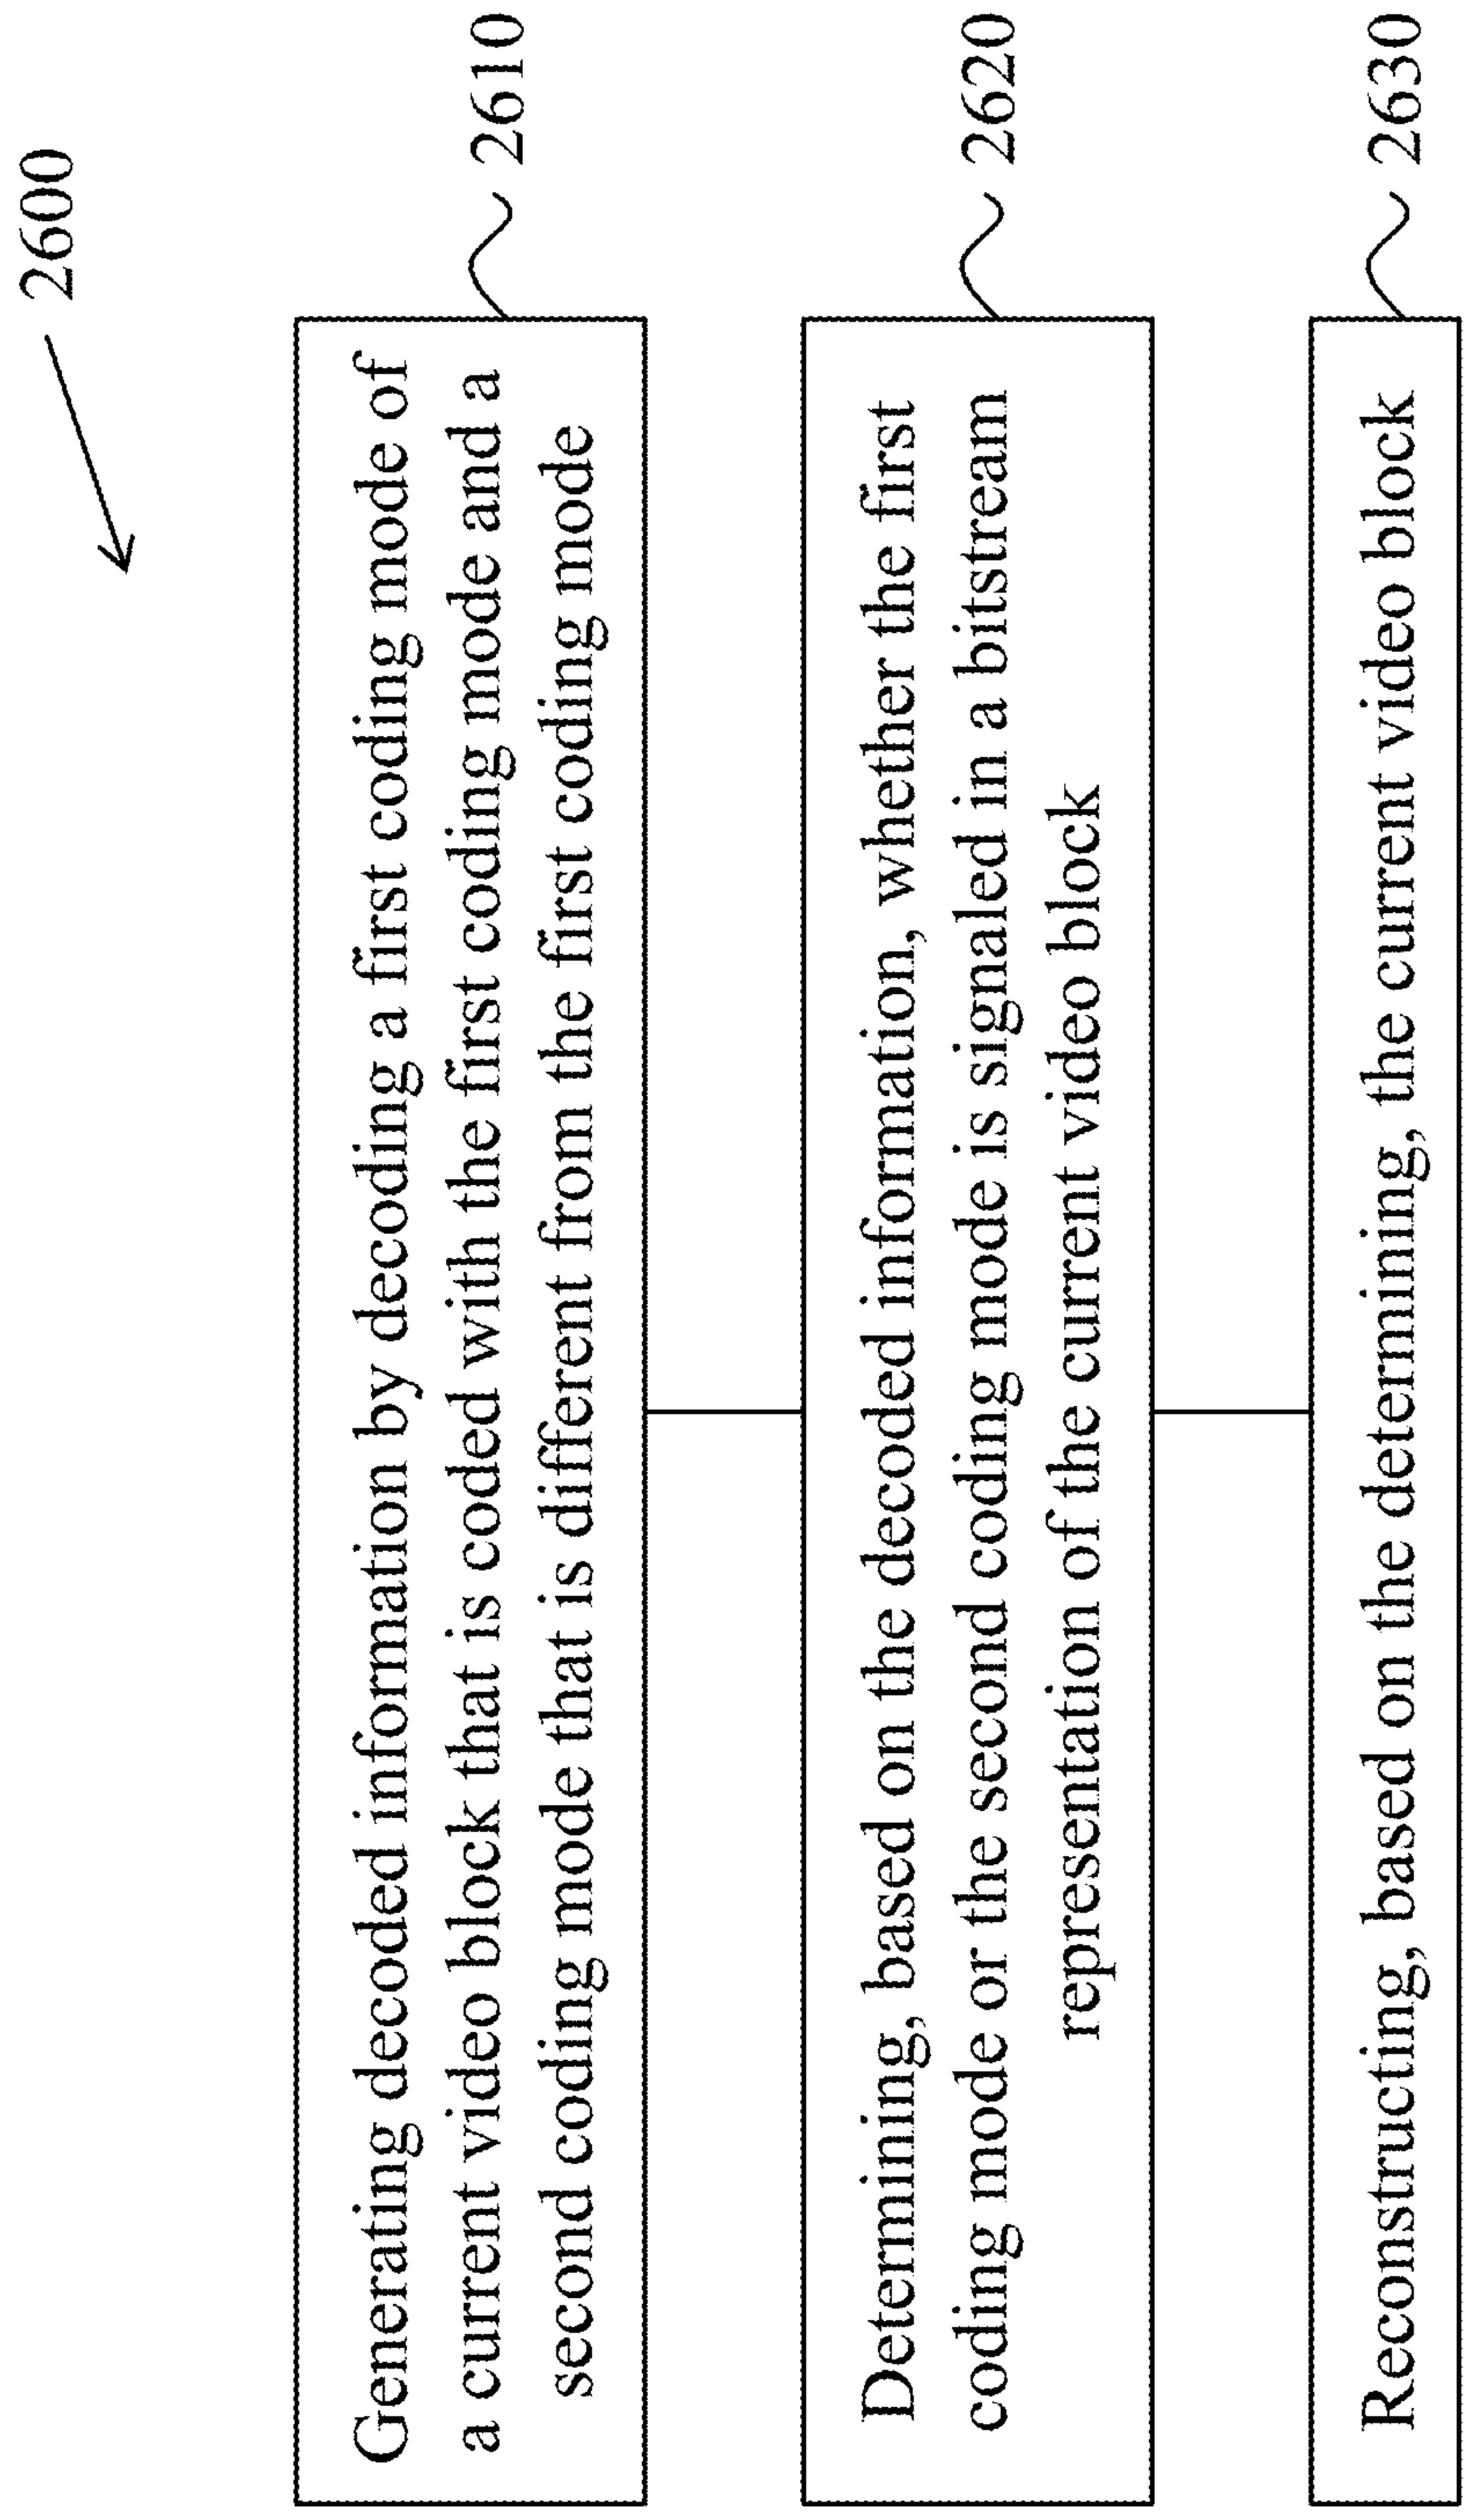 2600
Generating decoded information by decoding a first coding mode of
a current video block that is coded with the first coding mode and a
second coding mode that is different from the first coding mode
2610
Determining, based on the decoded information, whether the first
coding mode or the second coding mode is signaled in a bitstream
representation of the current video block
2620
Reconstructing, based on the determining, the current video block
2630